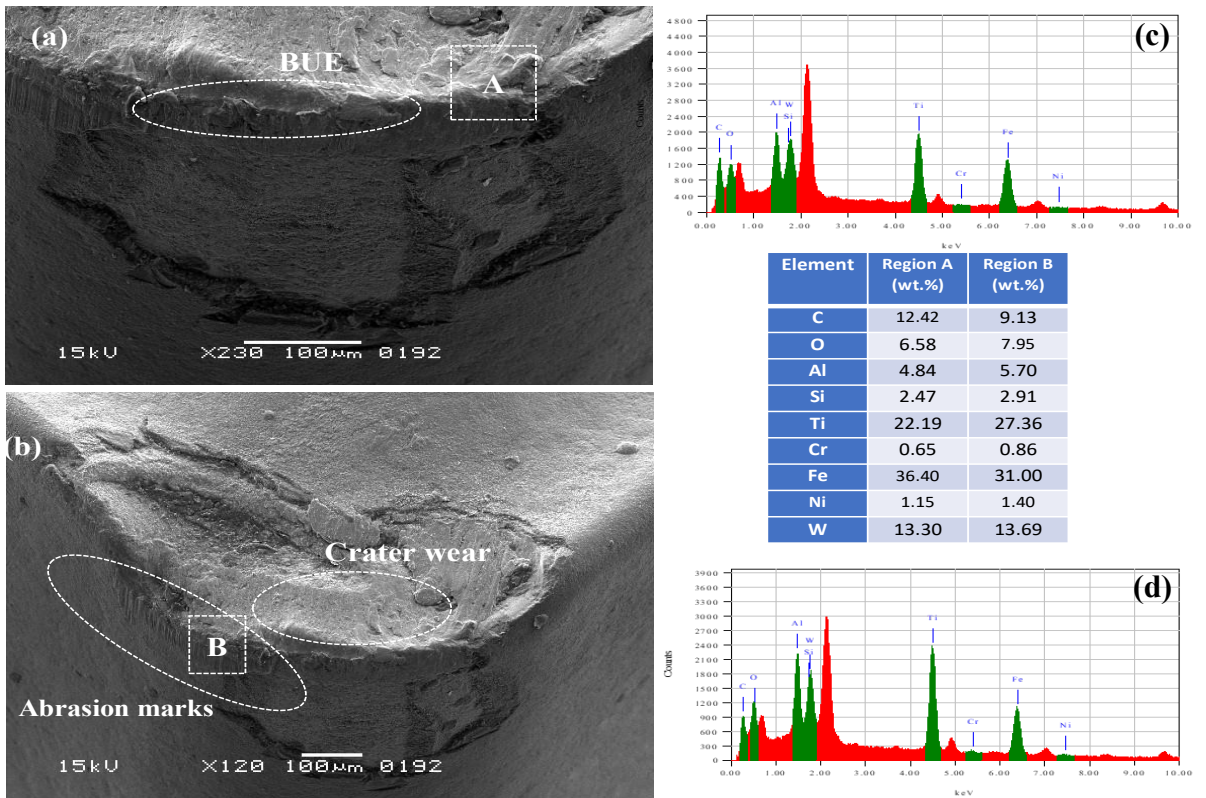 (a)
BUE
A
15kV X230 100μm 0192
(b)
Crater wear
B
Abrasion marks
15kV X120 100μm 0192
(c)
4800
4400
4000
3600
3200
2800
2400
2000
1600
1200
800
400
0
Counts
C O Al W Si Ti Cr Fe Ni
0.00 1.00 2.00 3.00 4.00 5.00 6.00 7.00 8.00 9.00 10.00
keV
Element Region A (wt.%) Region B (wt.%)
C 12.42 9.13
O 6.58 7.95
Al 4.84 5.70
Si 2.47 2.91
Ti 22.19 27.36
Cr 0.65 0.86
Fe 36.40 31.00
Ni 1.15 1.40
W 13.30 13.69
(d)
3900
3600
3300
3000
2700
2400
2100
1800
1500
1200
900
600
300
0
Counts
C O Al W Si Ti Cr Fe Ni
0.00 1.00 2.00 3.00 4.00 5.00 6.00 7.00 8.00 9.00 10.00
keV